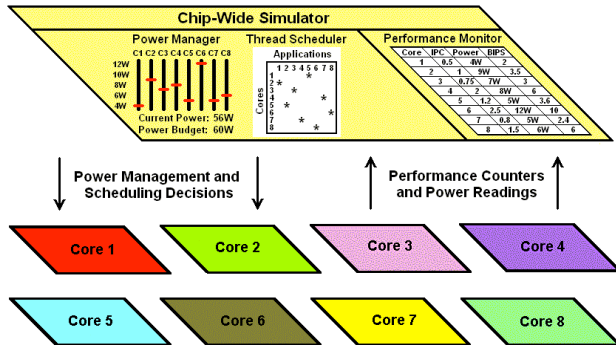 Chip-Wide Simulator
Power Manager
C1 C2 C3 C4 C5 C6 C7 C8
12W
10W
8W
6W
4W
Current Power: 56W
Power Budget: 60W
Thread Scheduler
Applications
1 2 3 4 5 6 7 8
Cores
1 *
2 *
3 *
4 *
5 *
6 *
7 *
8 *
Performance Monitor
Core IPC Power BIPS
1 0.5 4W 2
2 1 9W 3.5
3 0.75 7W 3
4 2 8W 6
5 1.2 5W 3.6
6 2.5 12W 10
7 0.8 5W 2.4
8 1.5 6W 6
Power Management and
Scheduling Decisions
Performance Counters
and Power Readings
Core 1
Core 2
Core 3
Core 4
Core 5
Core 6
Core 7
Core 8